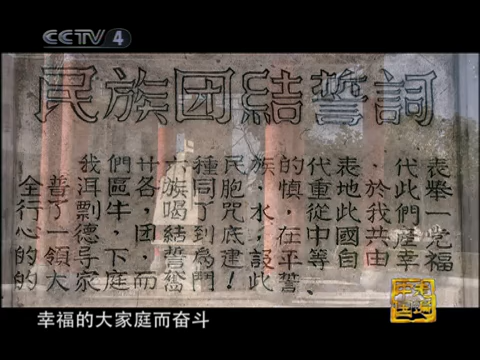 CCTV 4
民族团結誓詞
我們廿六種民族的代表、代表
全普洱區各族同胞,慎重地於此舉
行了剽牛,喝了咒水,從此我們一
心一德,团結到底,在中國共產党
的領导下,誓為建設平等自由幸福
的大家庭而奮鬥!此誓。
幸福的大家庭而奋斗